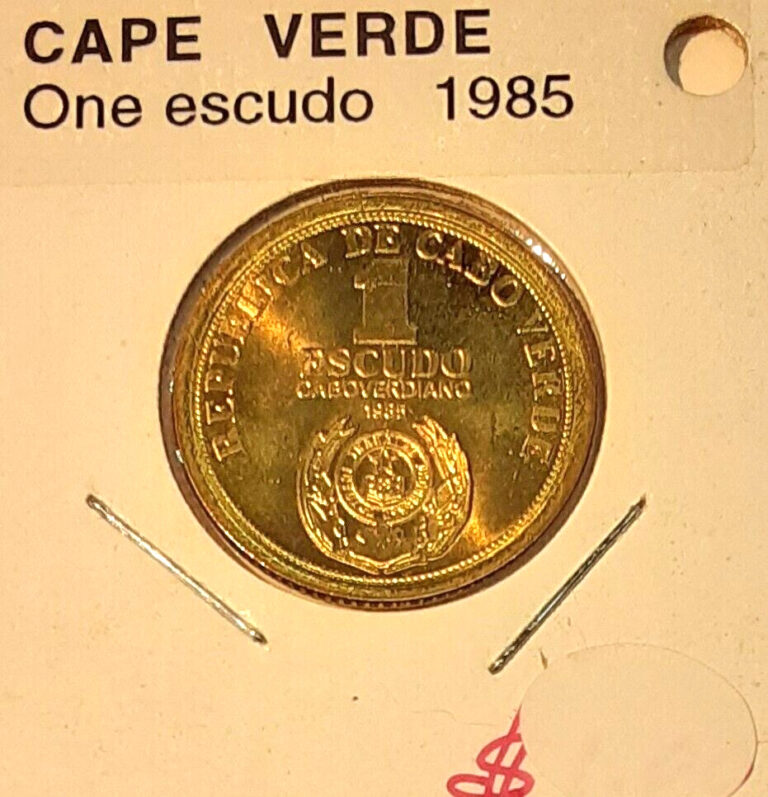 CAPE VERDE
One escudo 1985
REPUBLICA DE CABO VERDE
1
ESCUDO
CABOVERDIANO
1985
$